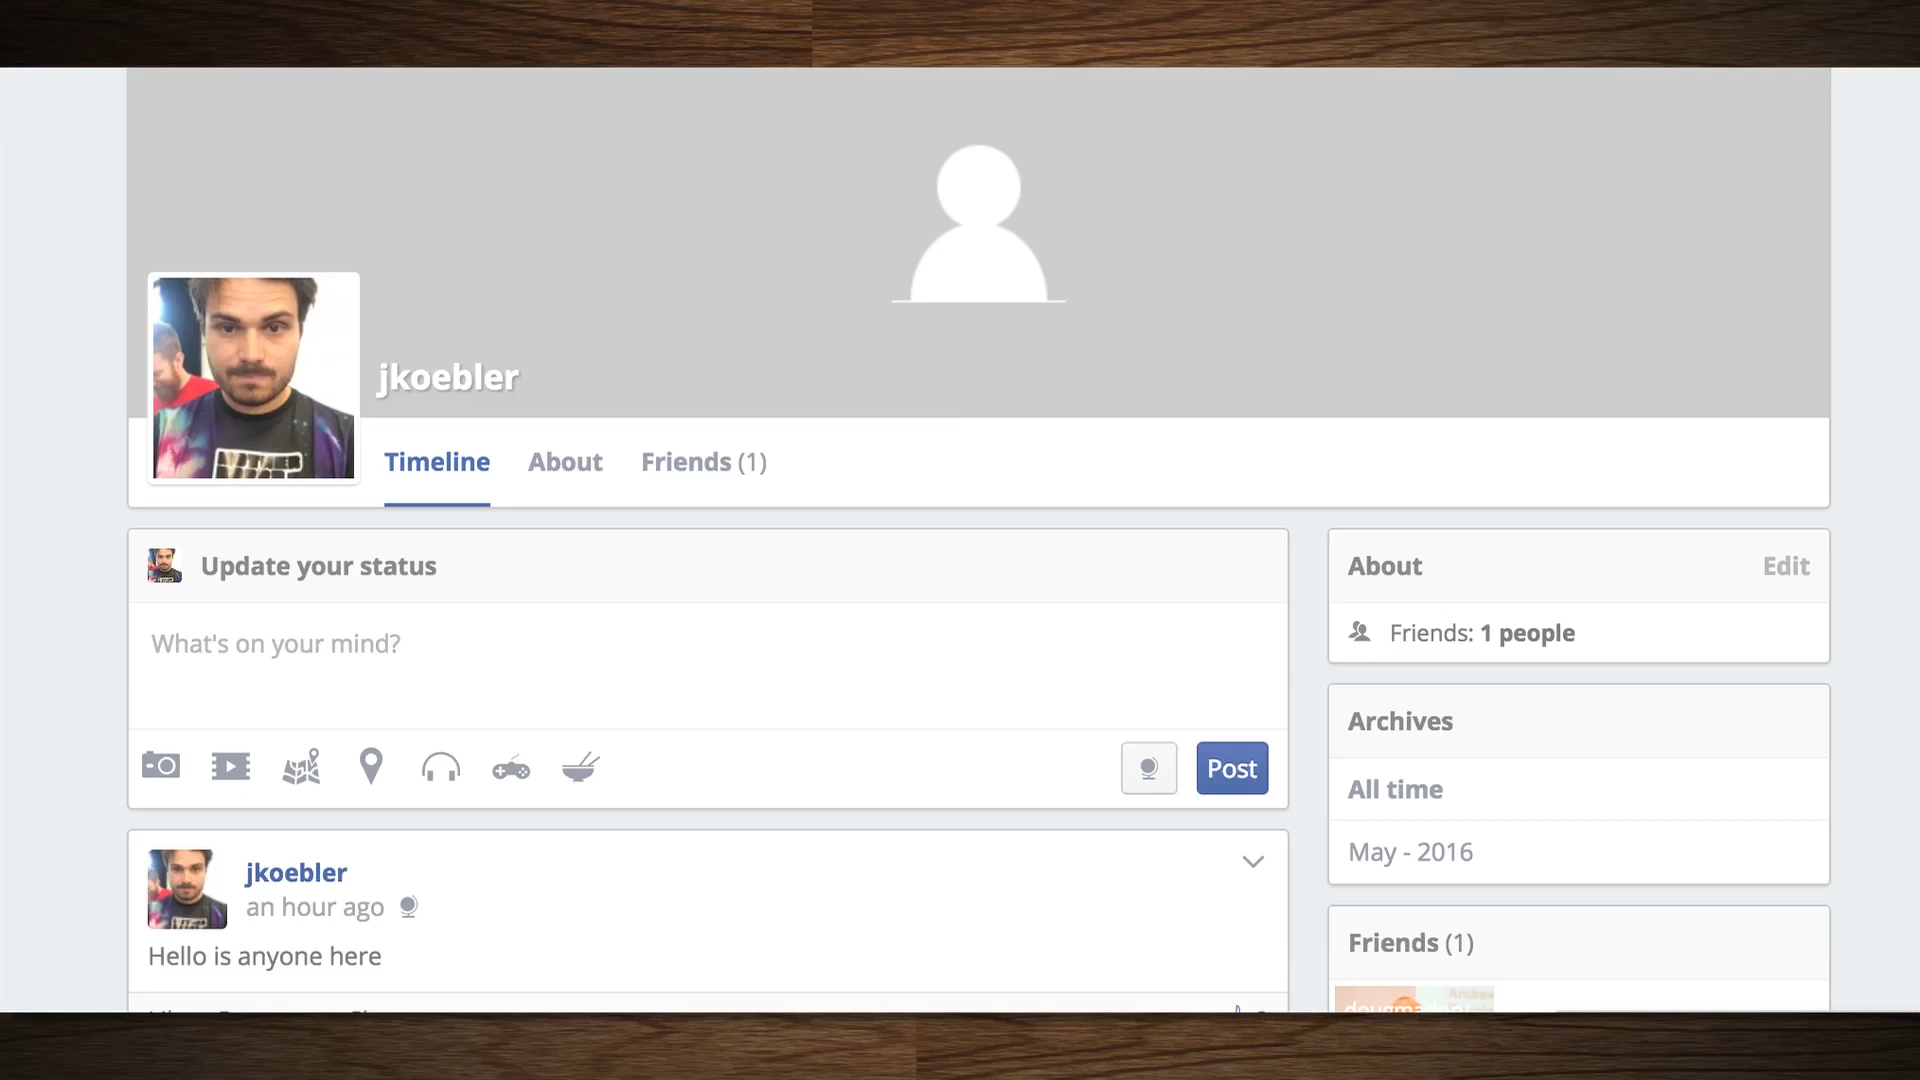 jkoebler
Timeline
About
Friends (1)
Update your status
What's on your mind?
Post
jkoebler
an hour ago
Hello is anyone here
About
Edit
Friends: 1 people
Archives
All time
May - 2016
Friends (1)
Andrew